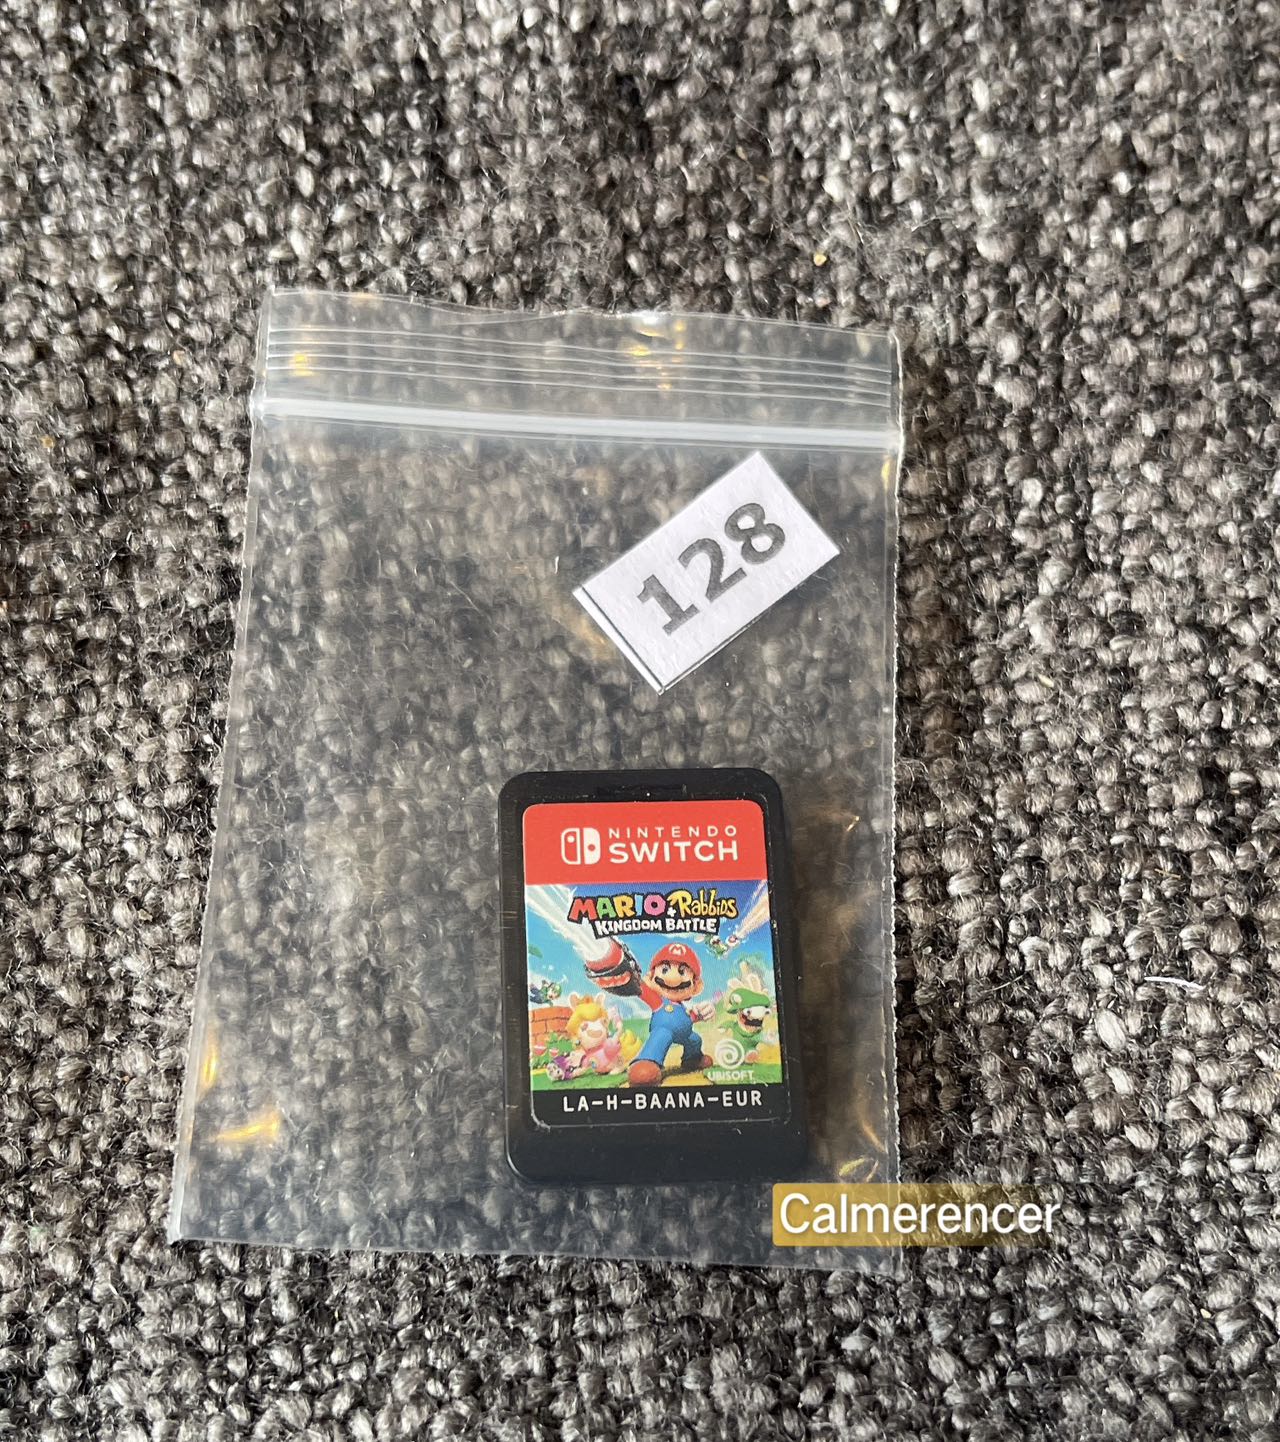 128
NINTENDO
SWITCH
MARIO + Rabbids
KINGDOM BATTLE
UBISOFT
LA-H-BAANA-EUR
Calmerencer